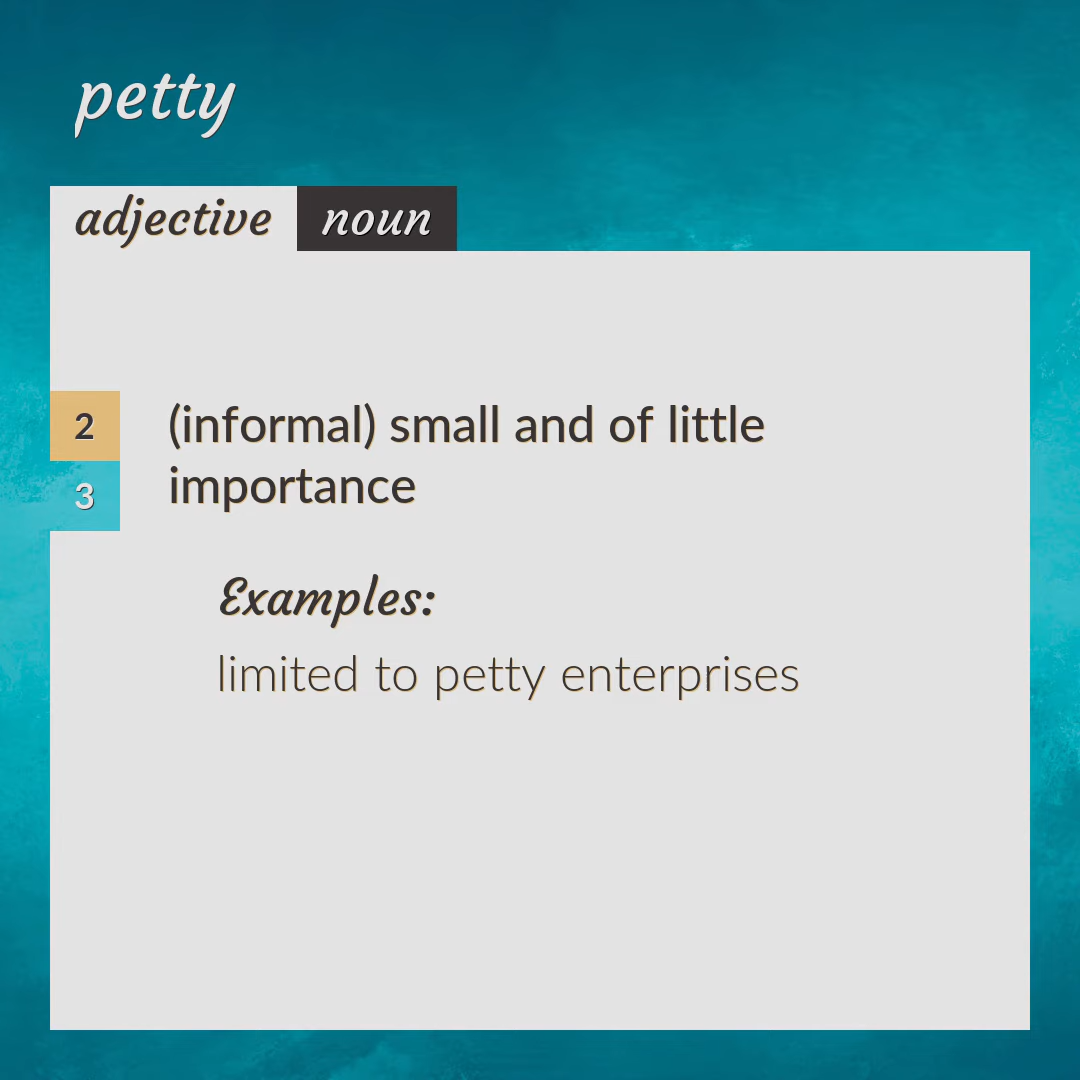 petty
adjective noun
2 (informal) small and of little
importance
3
Examples:
limited to petty enterprises